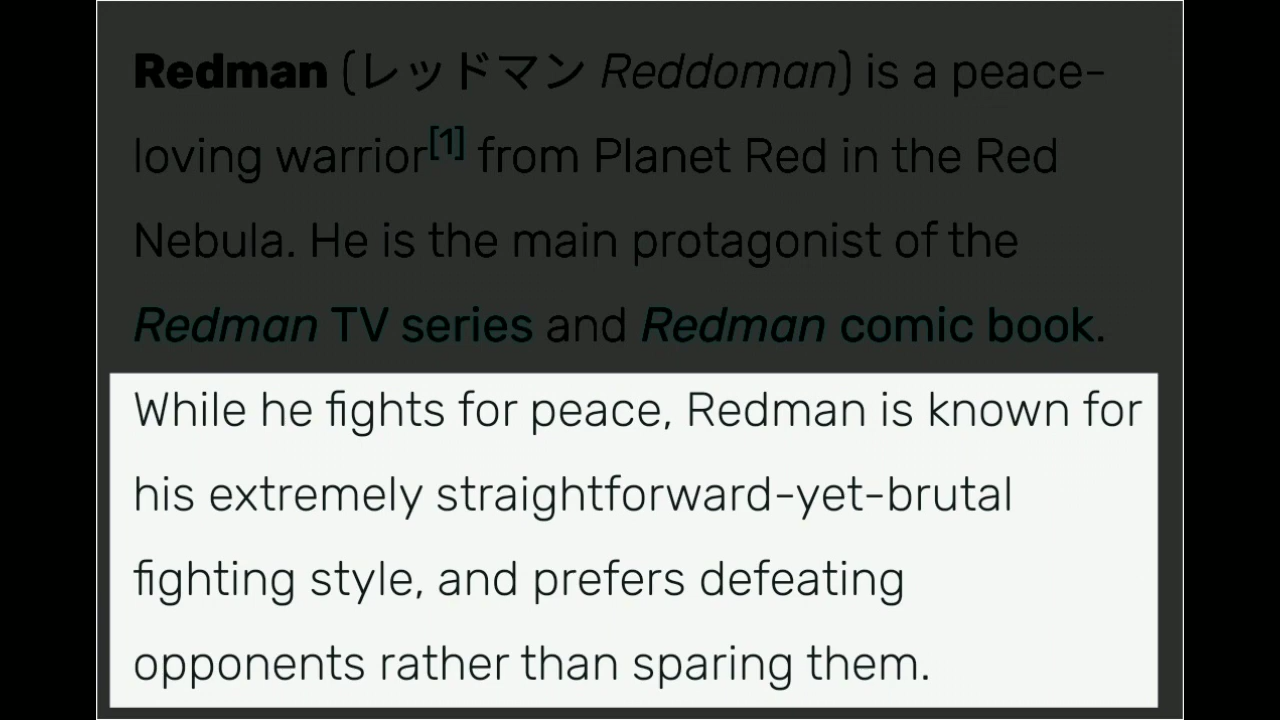 Redman (レッドマン Reddoman) is a peace-
loving warrior[1] from Planet Red in the Red
Nebula. He is the main protagonist of the
Redman TV series and Redman comic book.
While he fights for peace, Redman is known for
his extremely straightforward-yet-brutal
fighting style, and prefers defeating
opponents rather than sparing them.